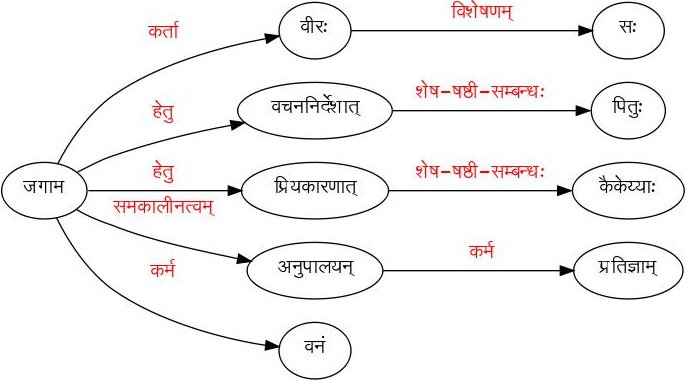 कर्ता
वीरः
विशेषणम्
सः
हेतु
वचननिर्देशात्
शेष-षष्ठी-सम्बन्धः
पितुः
जगाम
हेतु
प्रियकारणात्
शेष-षष्ठी-सम्बन्धः
कैकेय्याः
समकालीनत्वम्
अनुपालयन्
कर्म
प्रतिज्ञाम्
कर्म
वनं